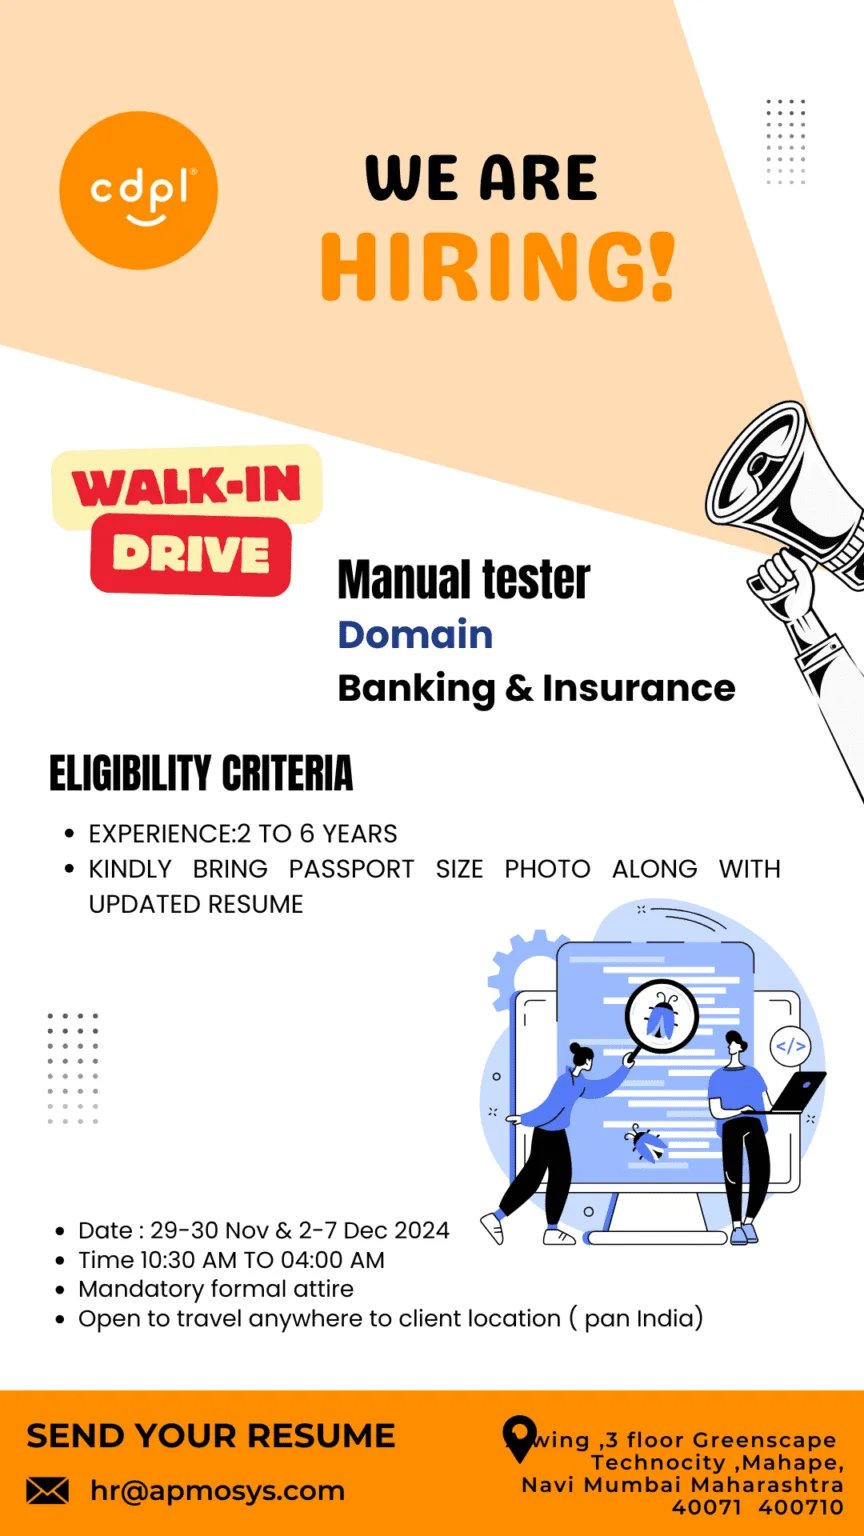 cdpl®
WE ARE
HIRING!
WALK-IN
DRIVE
Manual tester
Domain
Banking & Insurance
ELIGIBILITY CRITERIA
• EXPERIENCE:2 TO 6 YEARS
• KINDLY BRING PASSPORT SIZE PHOTO ALONG WITH
UPDATED RESUME
</>
• Date : 29-30 Nov & 2-7 Dec 2024
• Time 10:30 AM TO 04:00 AM
• Mandatory formal attire
• Open to travel anywhere to client location ( pan India)
SEND YOUR RESUME
hr@apmosys.com
wing ,3 floor Greenscape
Technocity ,Mahape,
Navi Mumbai Maharashtra
40071 400710